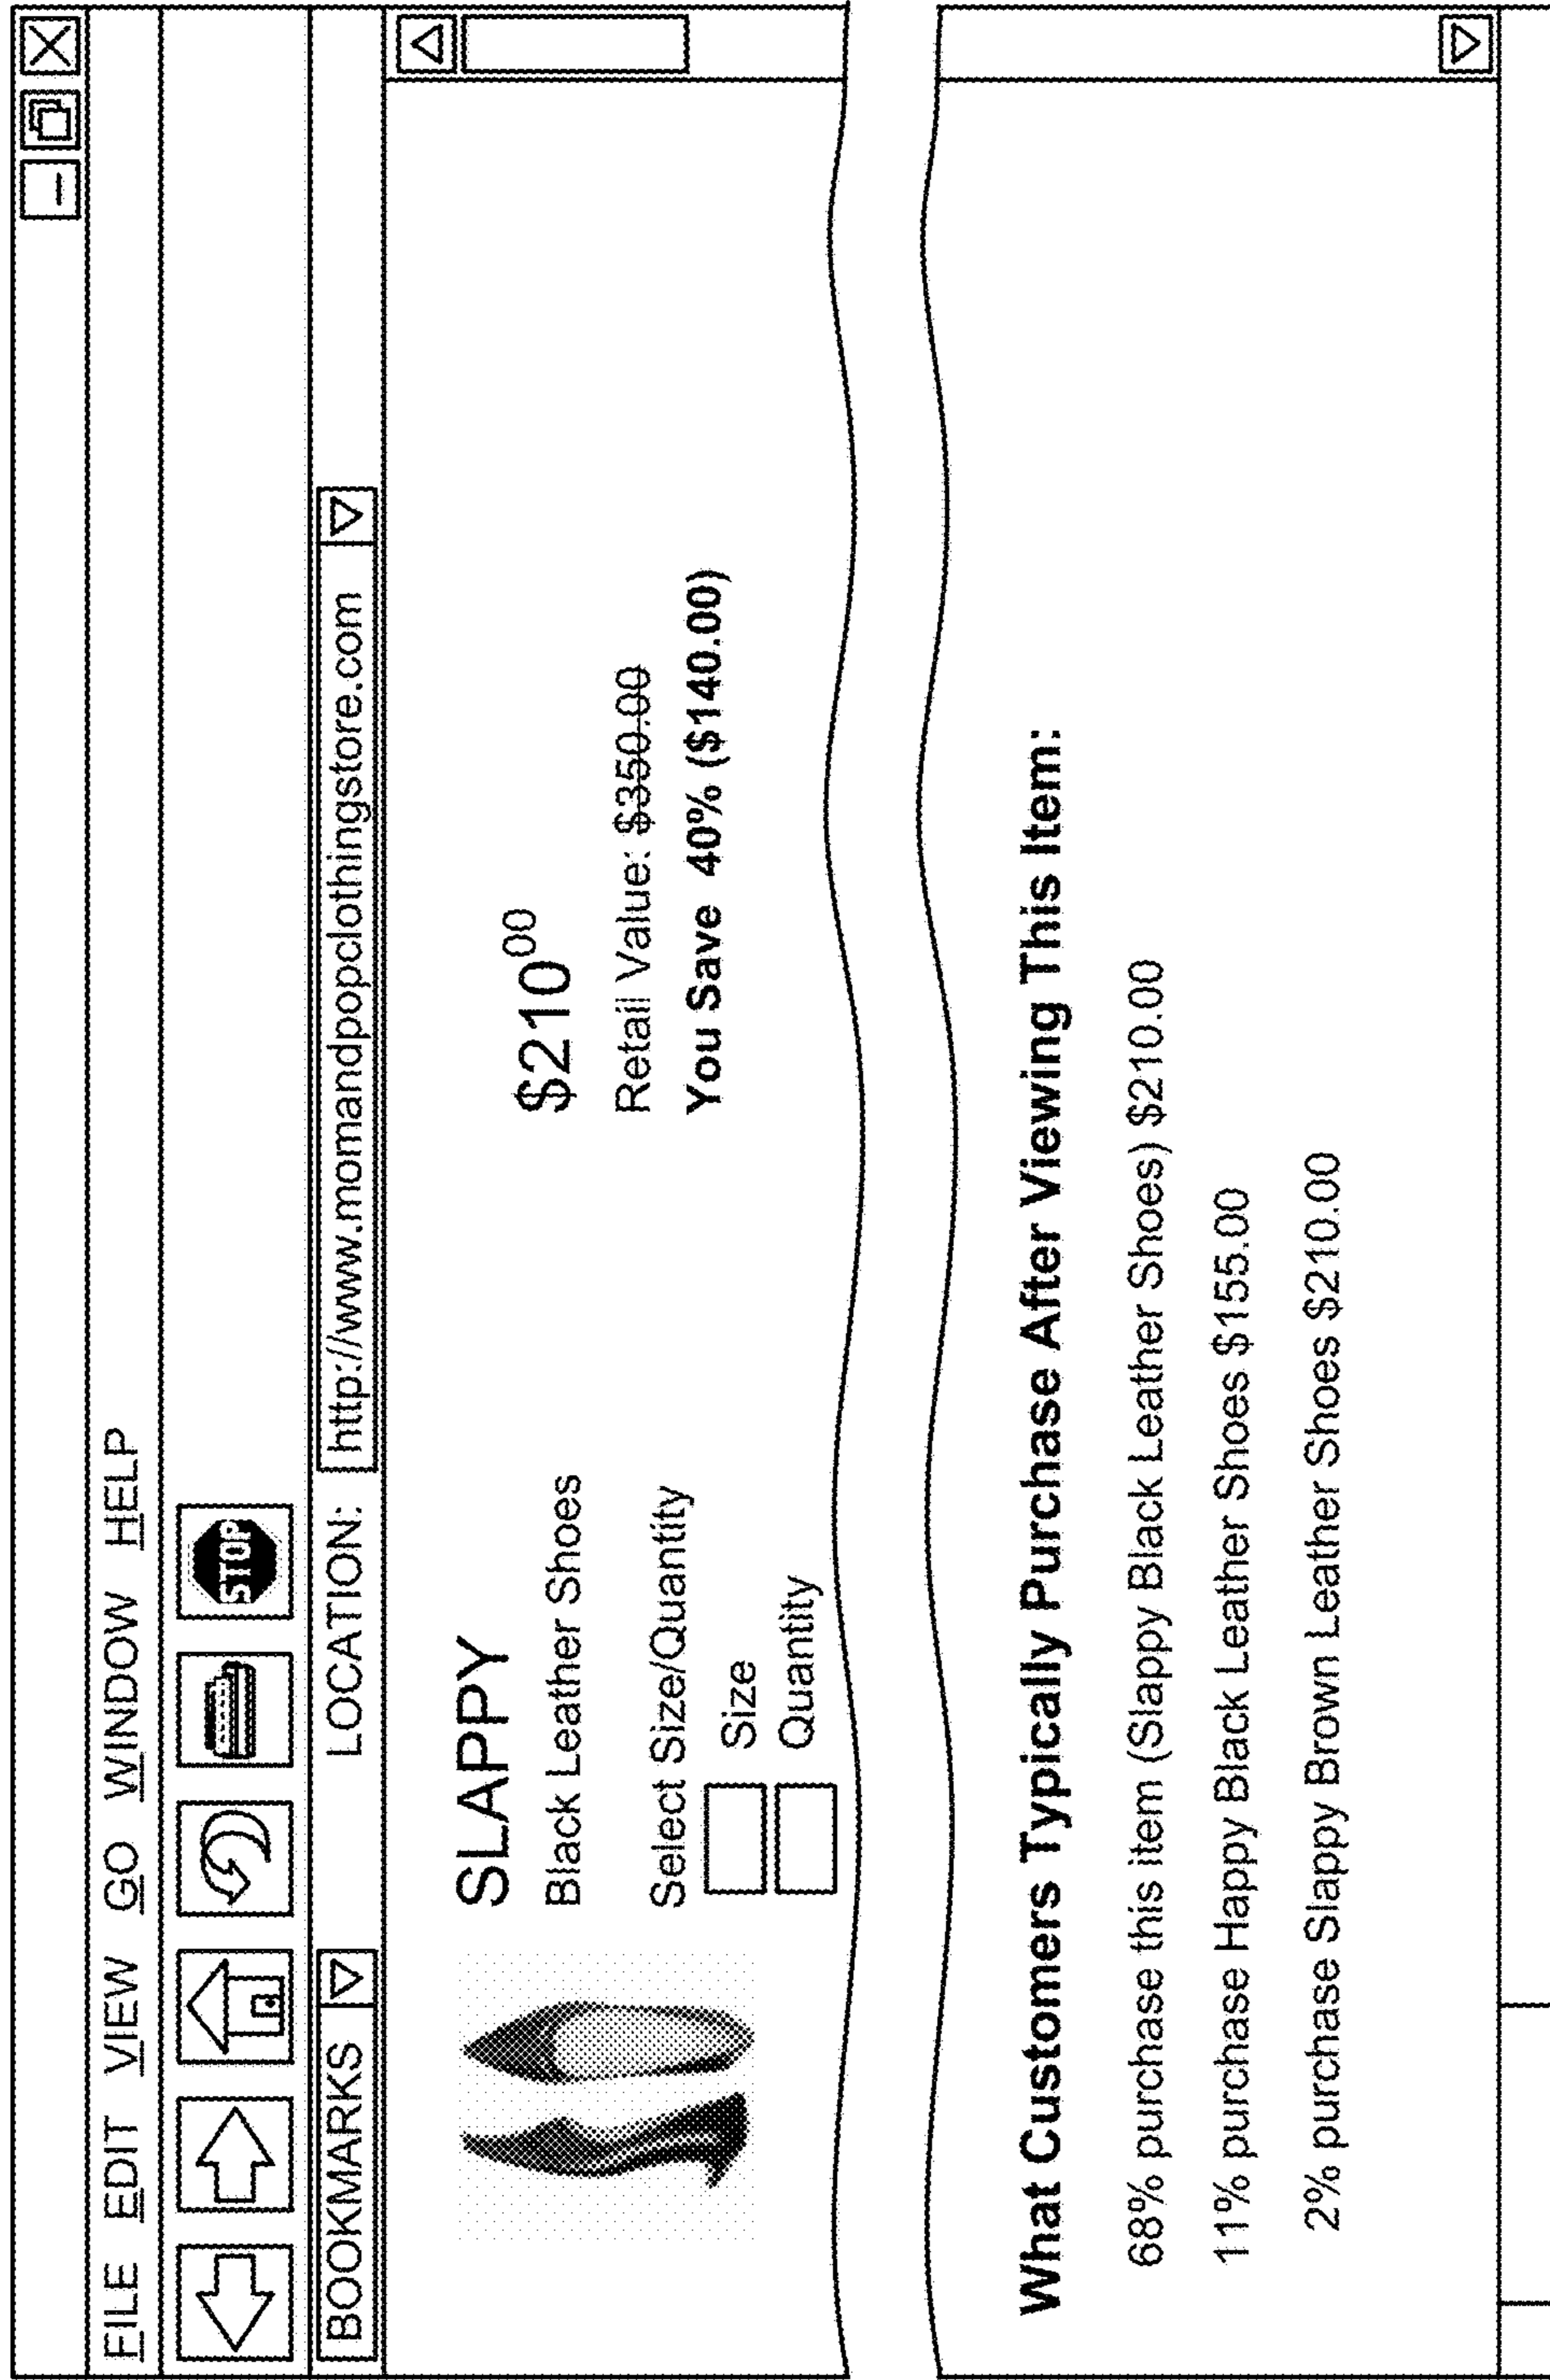 FILE EDIT VIEW GO WINDOW HELP
STOP
BOOKMARKS LOCATION: http://www.momandpopclothingstore.com
SLAPPY
Black Leather Shoes
Select Size/Quantity
Size
Quantity
$210.00
Retail Value: $350.00
You Save 40% ($140.00)
What Customers Typically Purchase After Viewing This Item:
68% purchase this item (Slappy Black Leather Shoes) $210.00
11% purchase Happy Black Leather Shoes $155.00
2% purchase Slappy Brown Leather Shoes $210.00